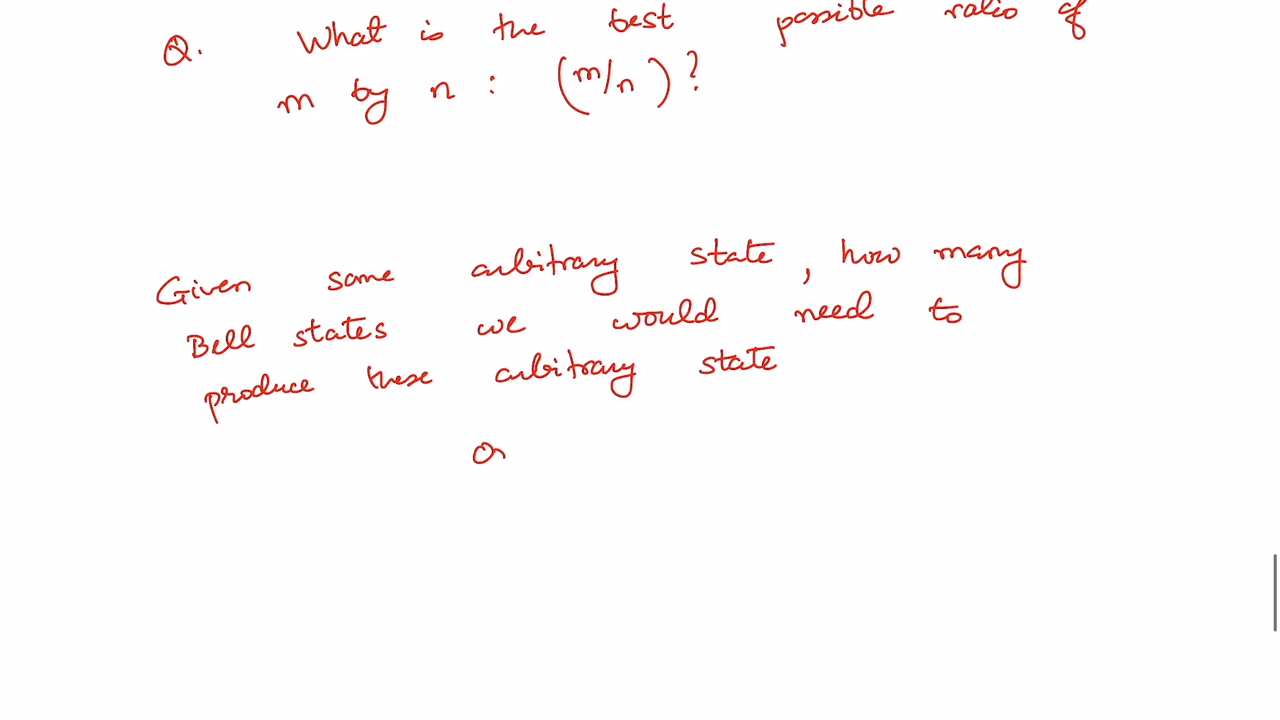 Q. What is the best possible ratio of
m by n : (m/n)?
Given some arbitrary state, how many
Bell states we would need to
produce these arbitrary state
Or